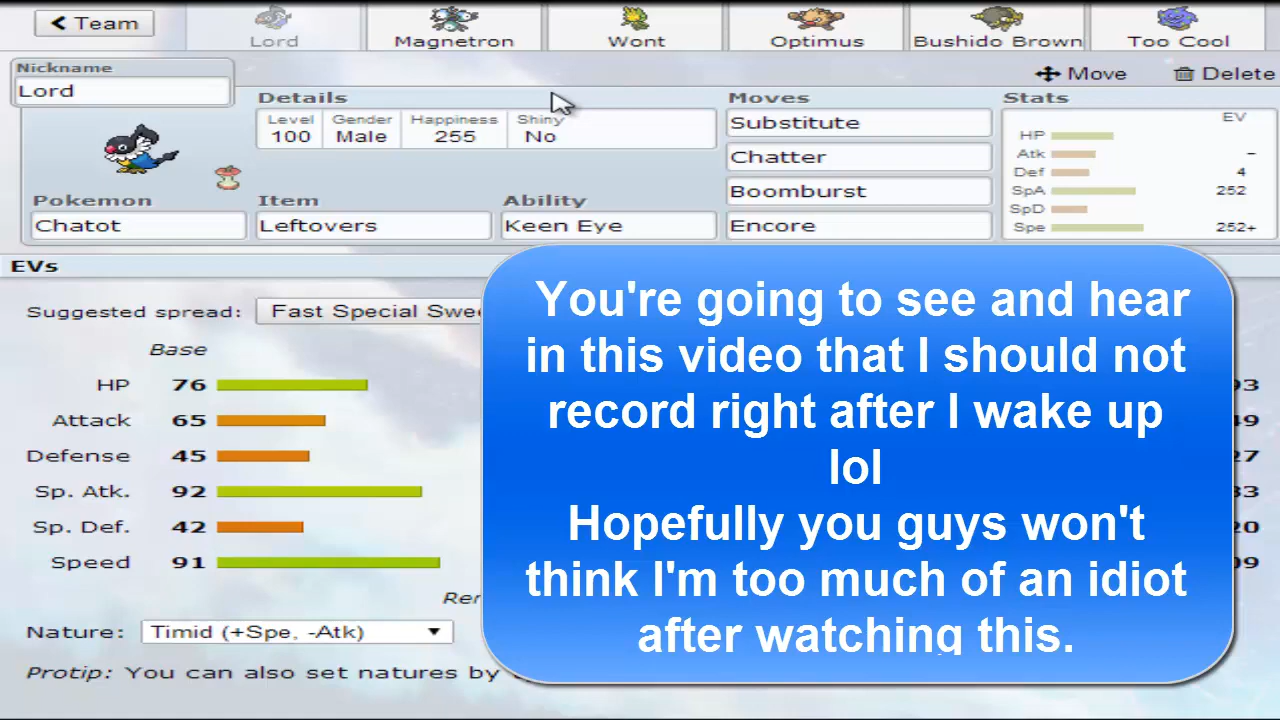 < Team
Lord Magnetron Wont Optimus Bushido Brown Too Cool
Move Delete
Nickname
Lord
Details
Level Gender Happiness Shiny
100 Male 255 No
Pokemon Item Ability
Chatot Leftovers Keen Eye
Moves
Substitute
Chatter
Boomburst
Encore
Stats
EV
HP
Atk –
Def 4
SpA 252
SpD
Spe 252+
EVs
Suggested spread: Fast Special Swe
Base
HP 76
Attack 65
Defense 45
Sp. Atk. 92
Sp. Def. 42
Speed 91
Nature: Timid (+Spe, -Atk)
Protip: You can also set natures by
You're going to see and hear
in this video that I should not
record right after I wake up
lol
Hopefully you guys won't
think I'm too much of an idiot
after watching this.